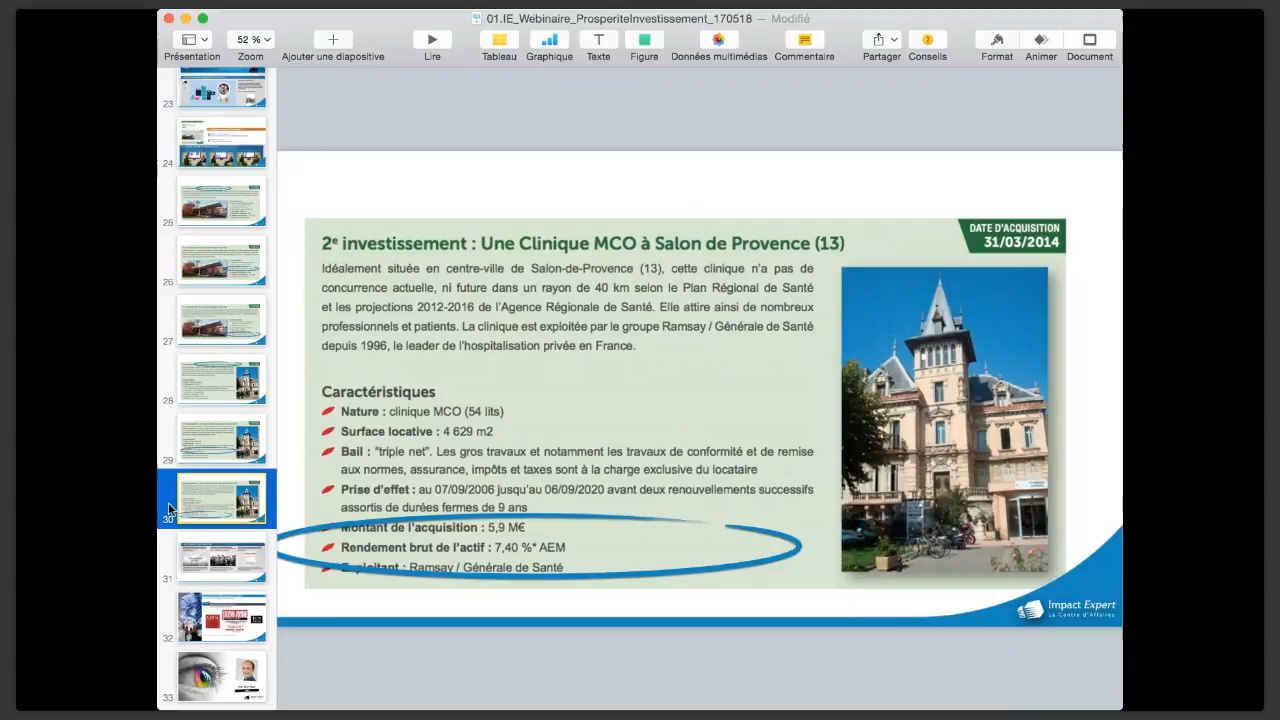 01.IE_Webinaire_ProsperiteInvestissement_170518 — Modifié
52 %
Présentation Zoom Ajouter une diapositive Lire Tableau Graphique Texte Figure Données multimédias Commentaire Partager Conseils Format Animer Document
23
24
25
26
27
28
29
30
31
32
33
2e investissement : Une Clinique MCO à Salon de Provence (13)
DATE D'ACQUISITION
31/03/2014
Idéalement située en centre-ville de Salon-de-Provence (13), cette clinique n'a pas de
concurrence actuelle, ni future dans un rayon de 40 km selon le Plan Régional de Santé
et les projections 2012-2016 de l'Agence Régionale de Santé. Elle attire ainsi de nombreux
professionnels et patients. La clinique est exploitée par le groupe Ramsay / Générale de Santé
depuis 1996, le leader de l'hospitalisation privée en France.
Caractéristiques
Nature : clinique MCO (54 lits)
Surface locative : 4 629 m2
Bail : "triple net". Les gros travaux et notamment les travaux de conformité et de remise
aux normes, assurance, impôts et taxes sont à la charge exclusive du locataire
Prise d'effet : au 07/09/2006 jusqu'au 06/09/2020 avant deux renouvellements successifs
assortis de durées fermes de 9 ans
Montant de l'acquisition : 5,9 M€
Rendement brut de l'actif : 7,40 %* AEM
Exploitant : Ramsay / Générale de Santé
Impact Expert
Le Centre d'Affaires